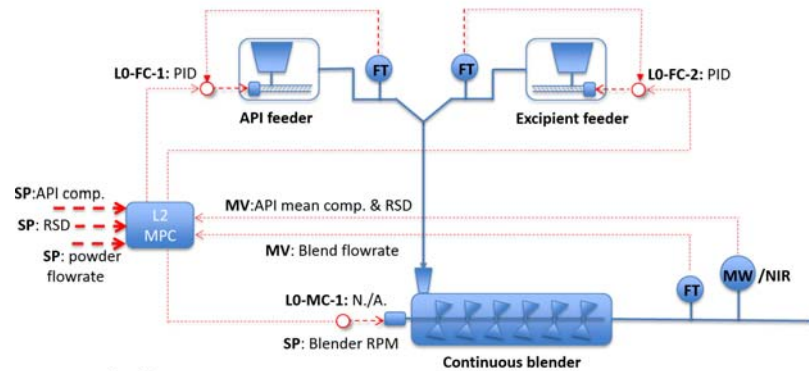 L0-FC-1: PID
FT
FT
L0-FC-2: PID
API feeder
Excipient feeder
SP:API comp.
SP: RSD
SP: powder
flowrate
L2
MPC
MV:API mean comp. & RSD
MV: Blend flowrate
L0-MC-1: N./A.
SP: Blender RPM
FT
MW /NIR
Continuous blender